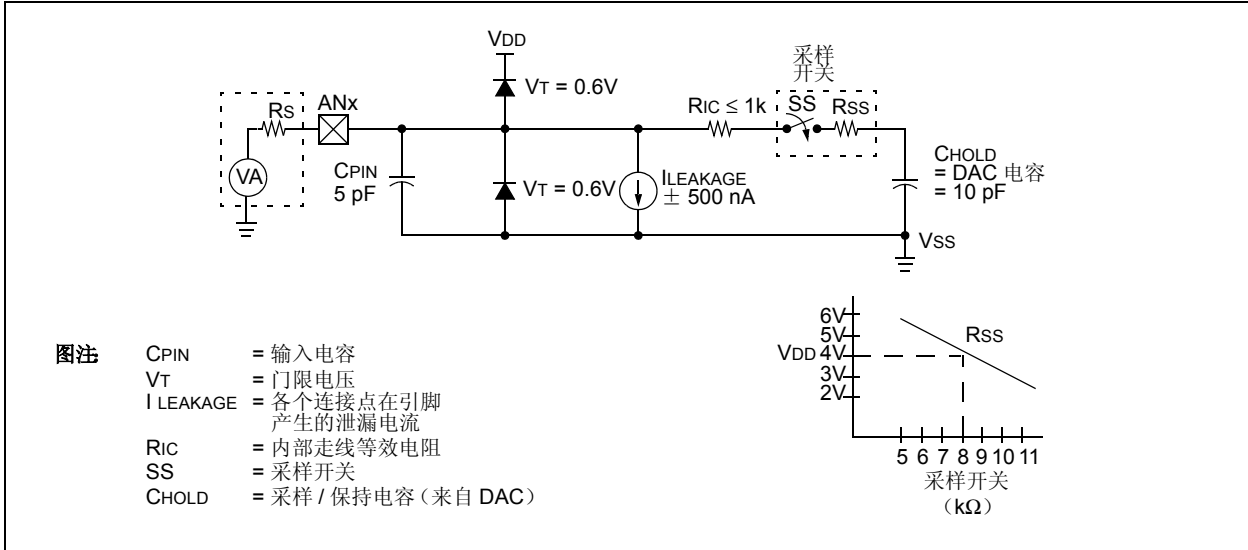 VDD
采样
开关
VT = 0.6V
RS
ANx
RIC ≤ 1k
SS
RSS
VA
CPIN
5 pF
VT = 0.6V
ILEAKAGE
± 500 nA
CHOLD
= DAC 电容
= 10 pF
VSS
图注:
CPIN = 输入电容
VT = 门限电压
I LEAKAGE = 各个连接点在引脚
产生的泄漏电流
RIC = 内部走线等效电阻
SS = 采样开关
CHOLD = 采样 / 保持电容（来自 DAC）
6V
5V
VDD 4V
3V
2V
RSS
5 6 7 8 9 10 11
采样开关
（kΩ）